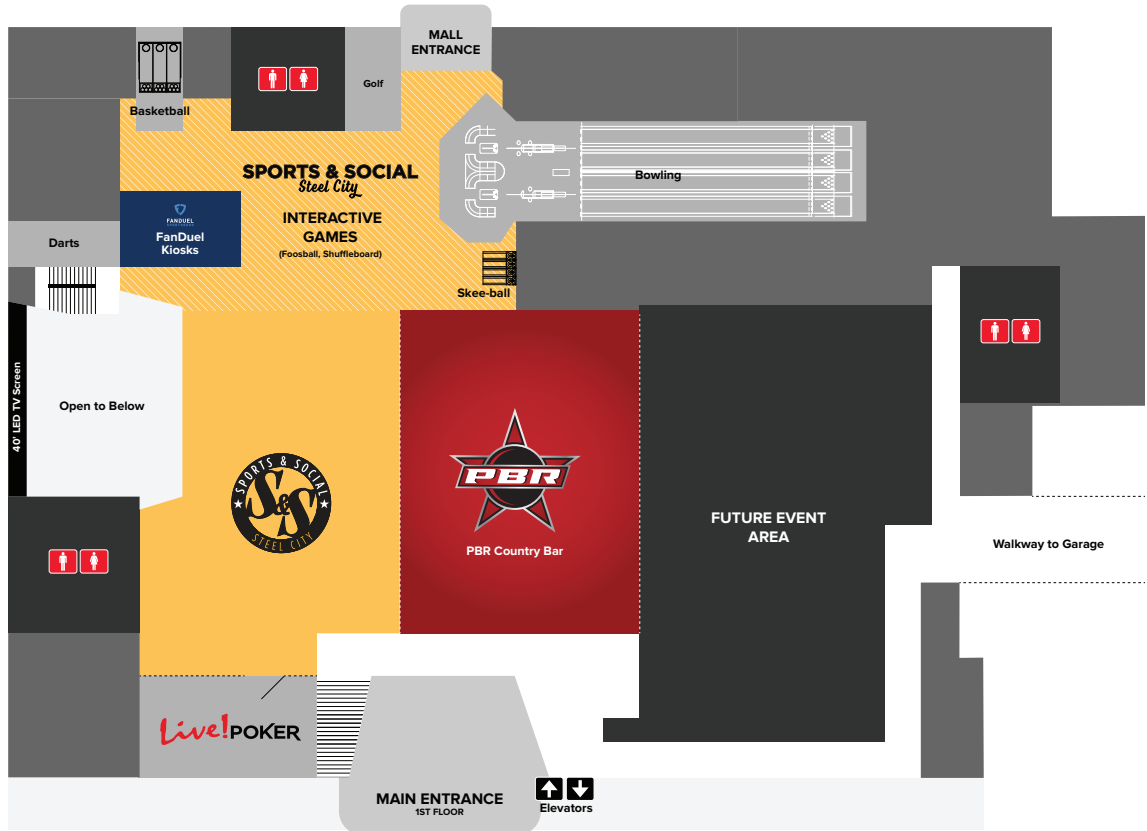 MALL
ENTRANCE
Golf
Basketball
SPORTS & SOCIAL
Steel City
Bowling
FANDUEL
FanDuel
Kiosks
INTERACTIVE
GAMES
(Foosball, Shuffleboard)
Darts
Skee-ball
40' LED TV Screen
Open to Below
SPORTS & SOCIAL
S&S
STEEL CITY
PBR
PBR Country Bar
FUTURE EVENT
AREA
Walkway to Garage
Live! POKER
MAIN ENTRANCE
1ST FLOOR
Elevators